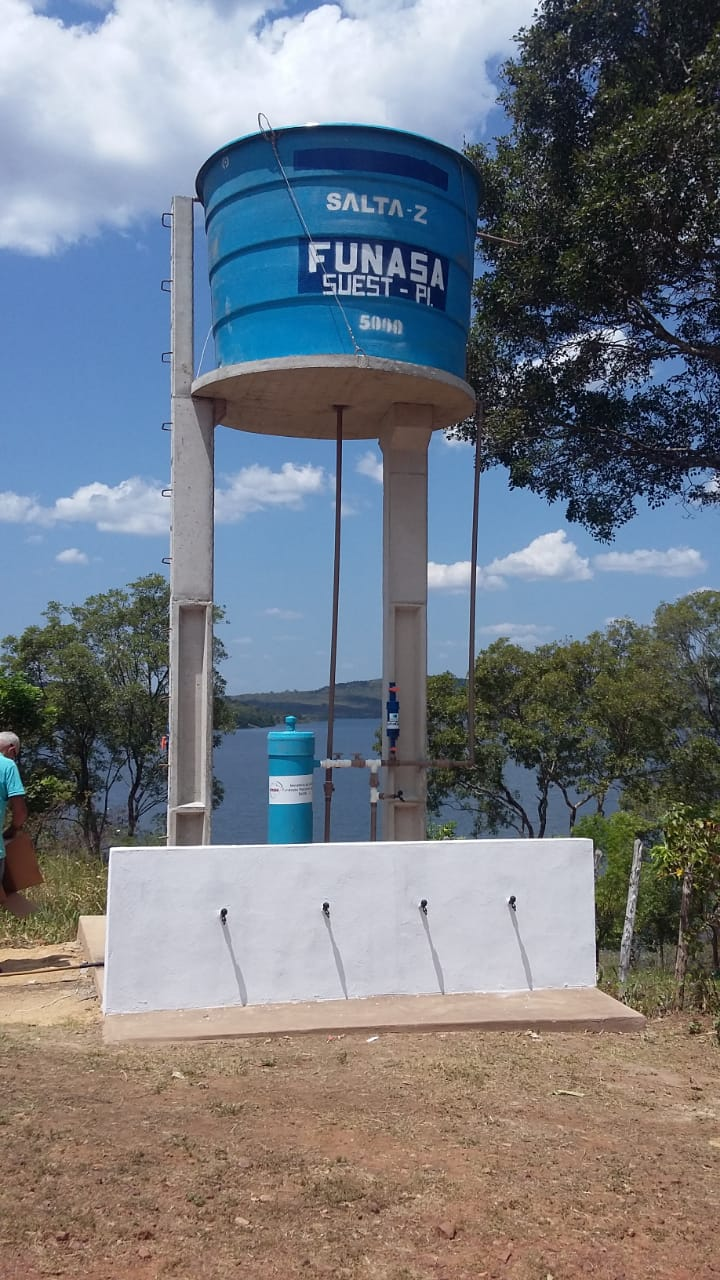 SALTA-Z
FUNASA
SUEST - PI
5000